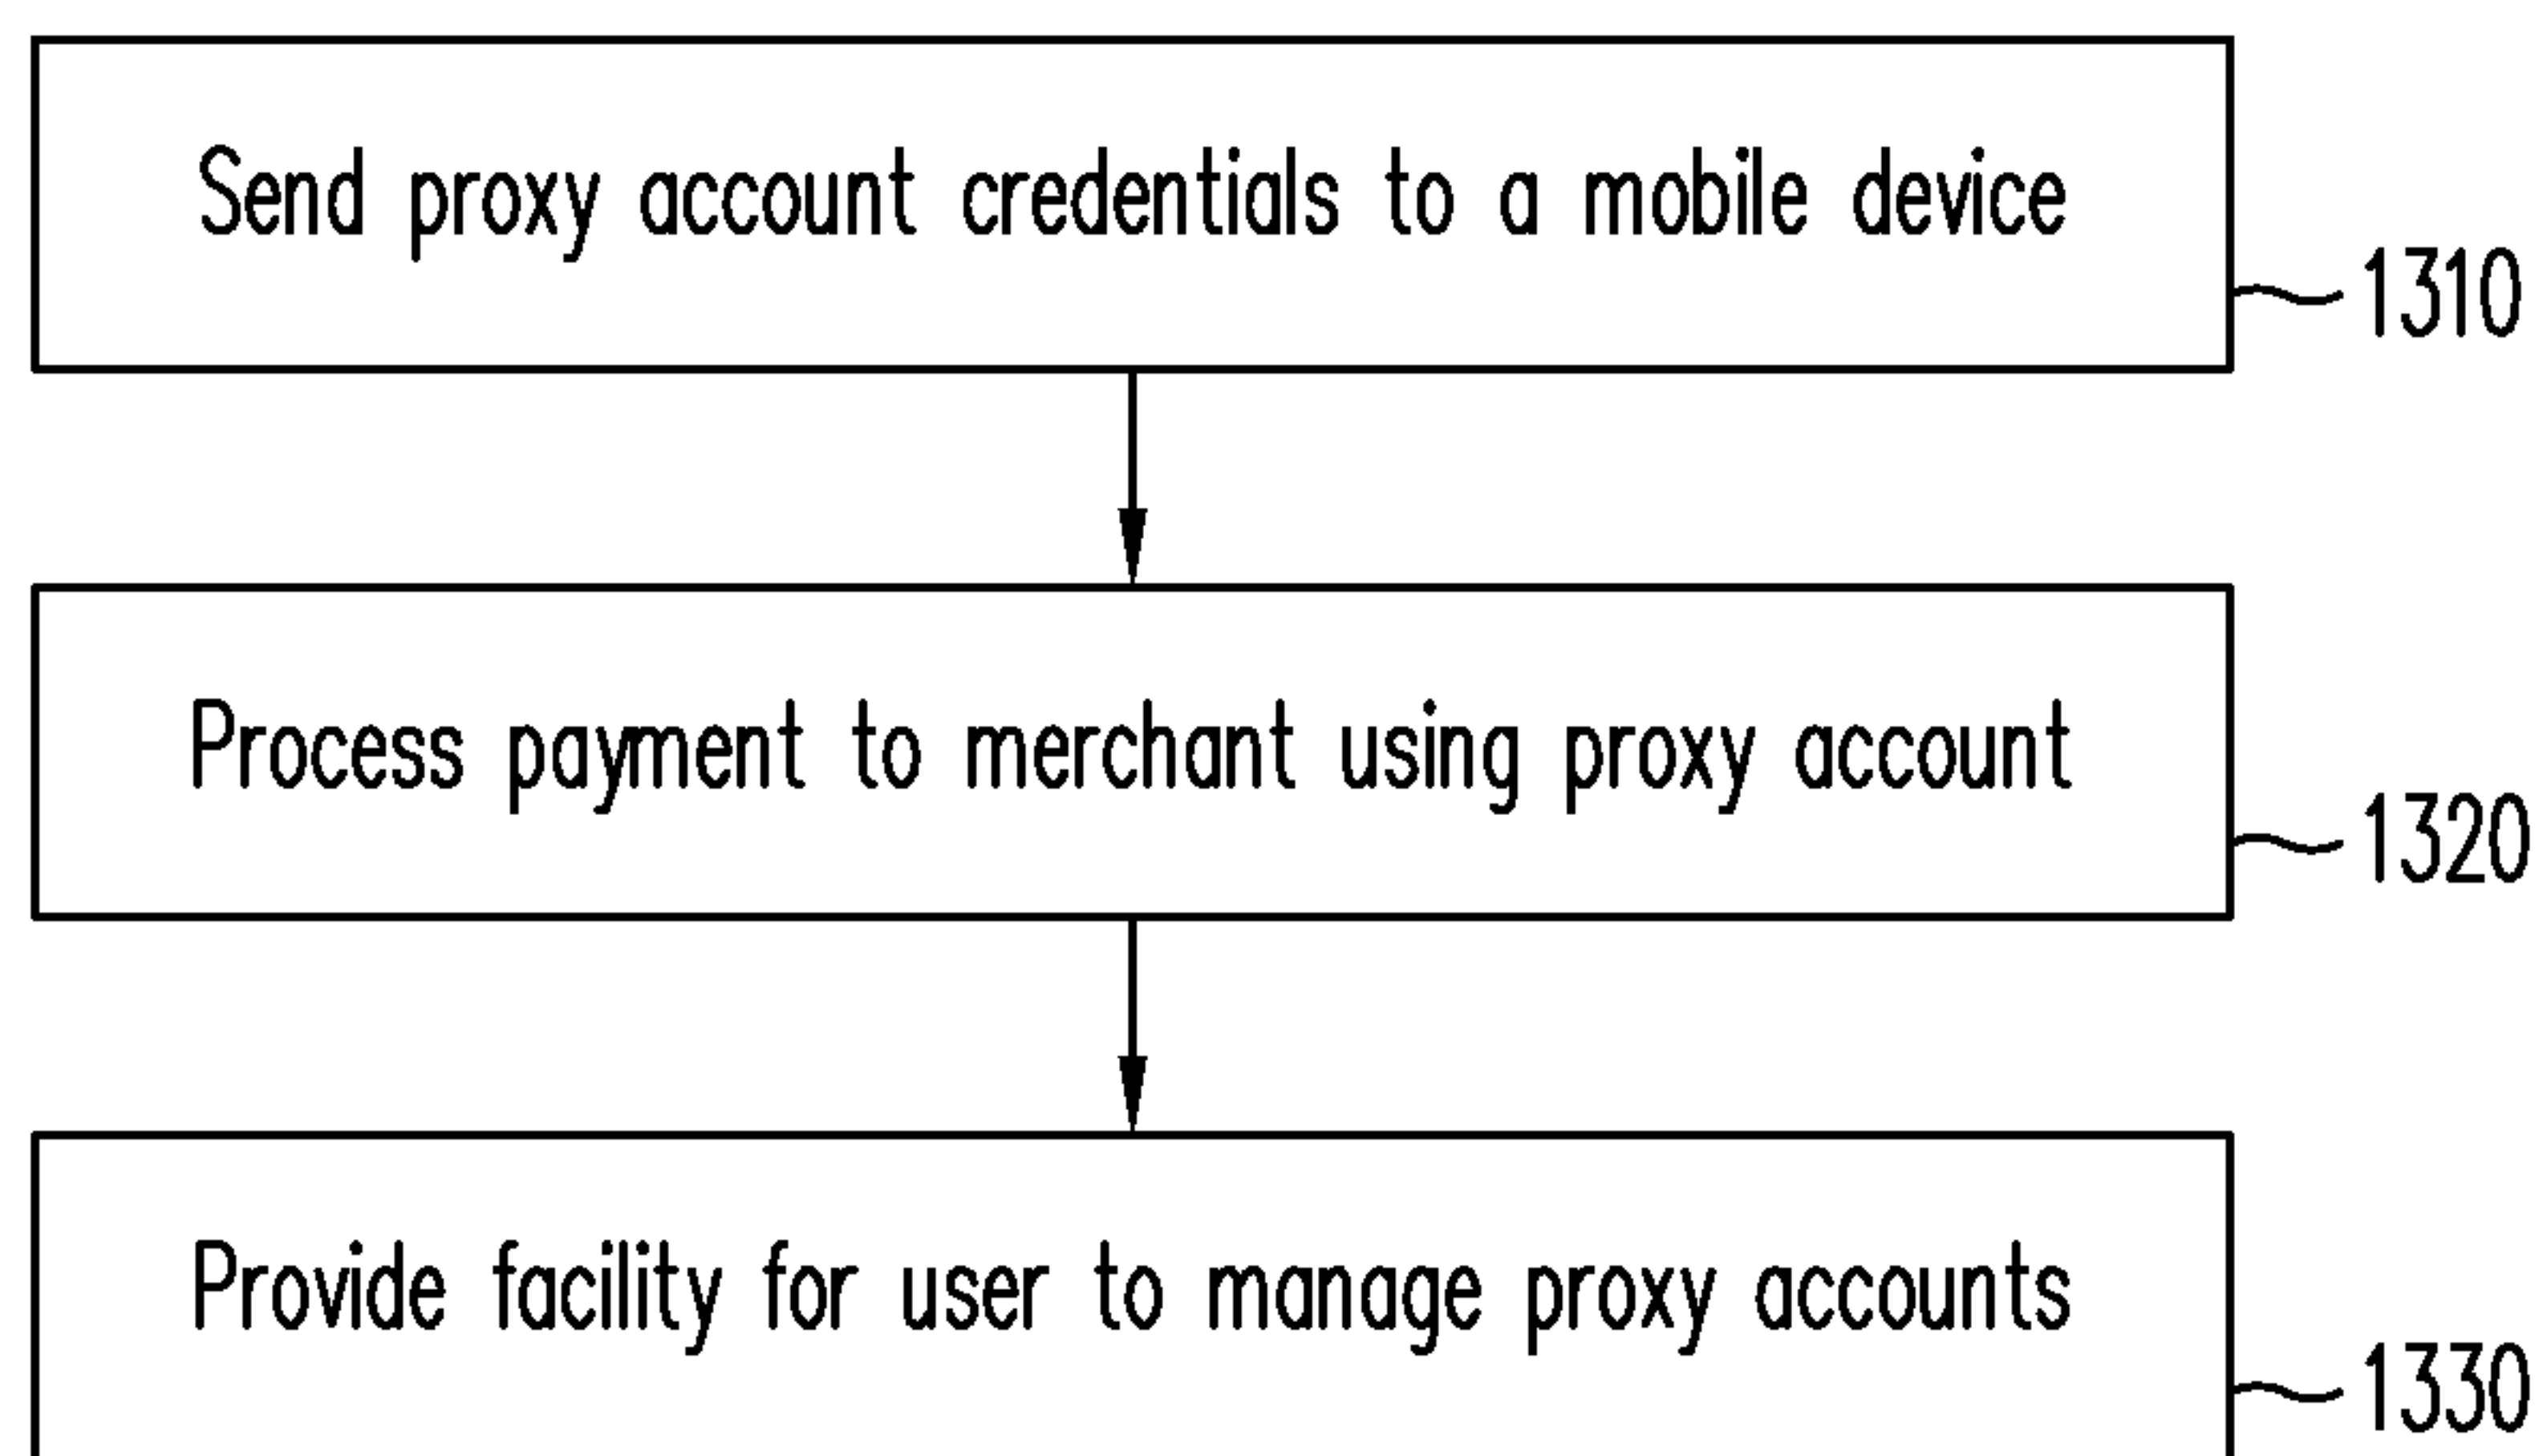 Send proxy account credentials to a mobile device
1310
Process payment to merchant using proxy account
1320
Provide facility for user to manage proxy accounts
1330